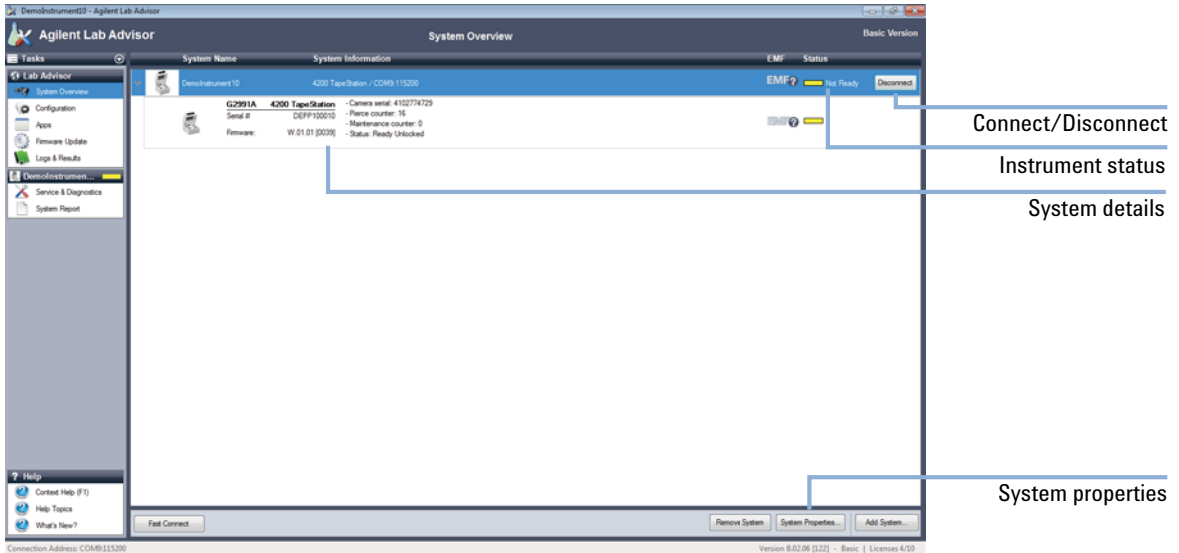 DemoInstrument10 - Agilent Lab Advisor
Agilent Lab Advisor
System Overview
Basic Version
Tasks
System Name System Information EMF Status
Lab Advisor
System Overview
Configuration
Apps
Firmware Update
Logs & Results
DemoInstrumen...
Service & Diagnostics
System Report
DemoInstrument10 4200 TapeStation / COM9:115200 EMF? Not Ready Disconnect
G2991A 4200 TapeStation
Serial # DEPP100010
Firmware: W.01.01 [0039]
- Camera serial: 4102774729
- Pierce counter: 16
- Maintenance counter: 0
- Status: Ready Unlocked
EMF?
Connect/Disconnect
Instrument status
System details
System properties
? Help
Context Help (F1)
Help Topics
What's New?
Fast Connect
Remove System System Properties... Add System...
Connection Address: COM9:115200
Version B.02.06 [122] - Basic | Licenses 4/10